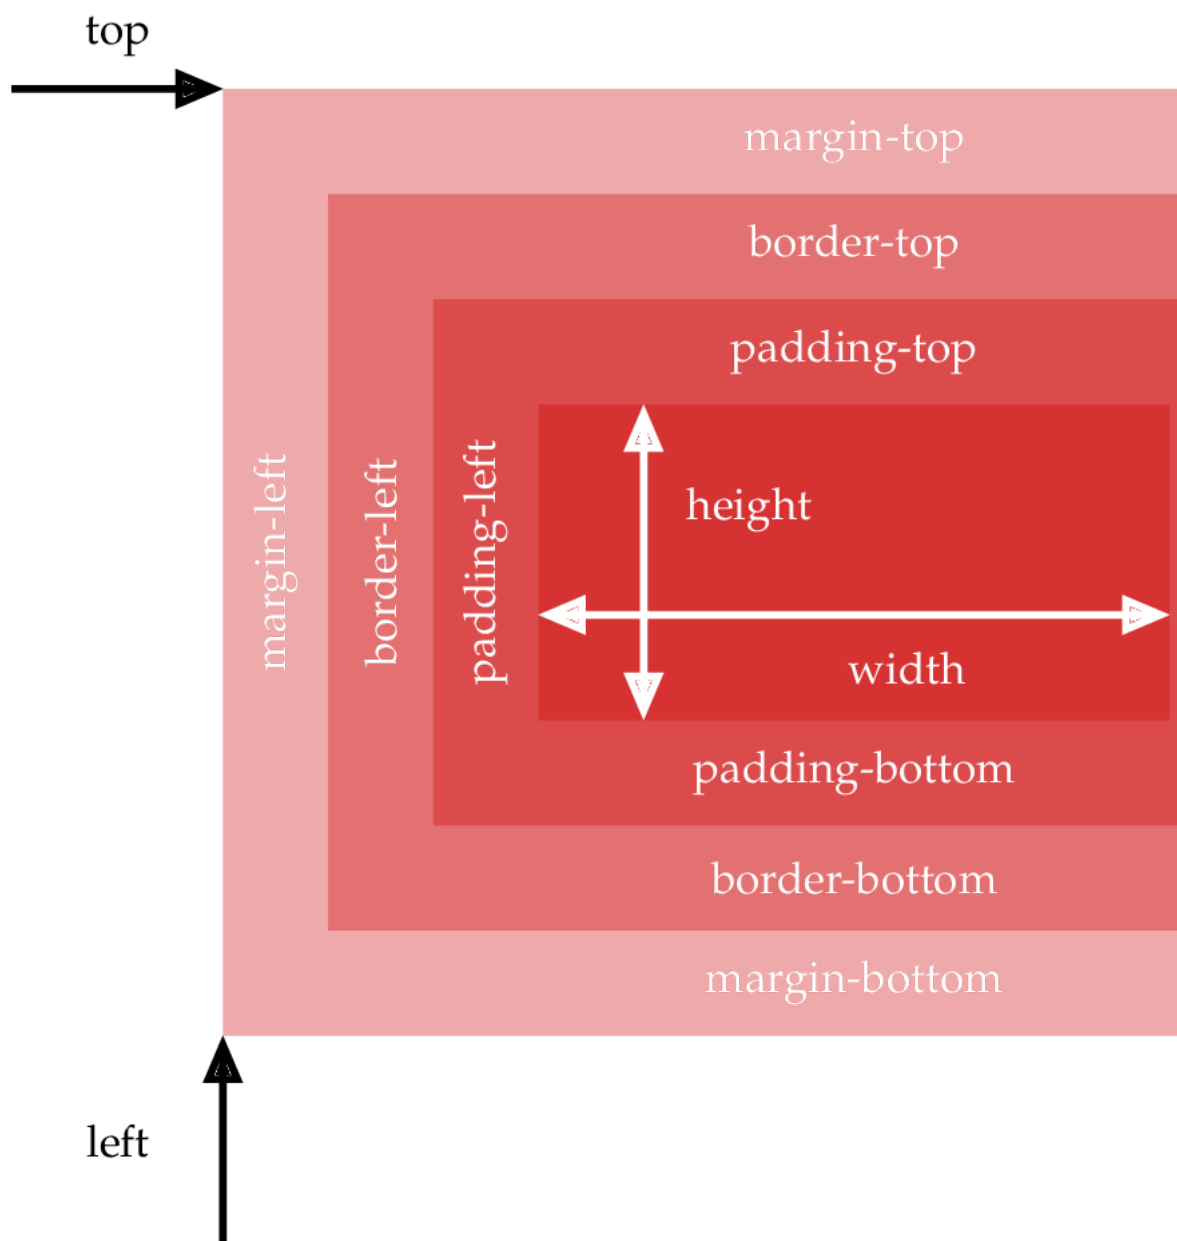 top
margin-top
border-top
padding-top
margin-left
border-left
padding-left
height
width
padding-bottom
border-bottom
margin-bottom
left